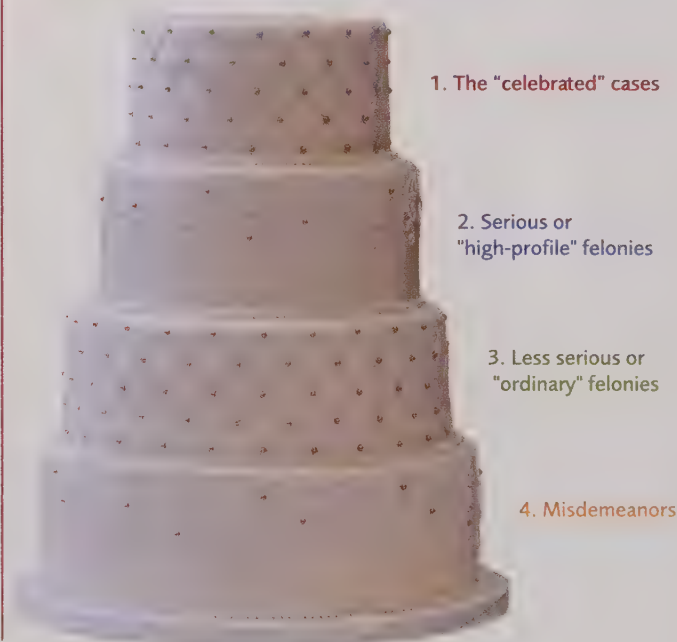 1. The "celebrated" cases
2. Serious or
"high-profile" felonies
3. Less serious or
"ordinary" felonies
4. Misdemeanors